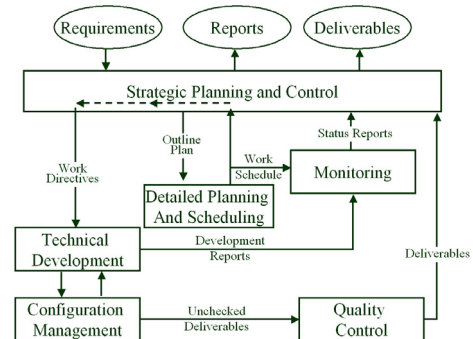 Requirements
Reports
Deliverables
Strategic Planning and Control
Outline
Plan
Status Reports
Work
Directives
Work
Schedule
Monitoring
Detailed Planning
And Scheduling
Technical
Development
Development
Reports
Deliverables
Configuration
Management
Unchecked
Deliverables
Quality
Control